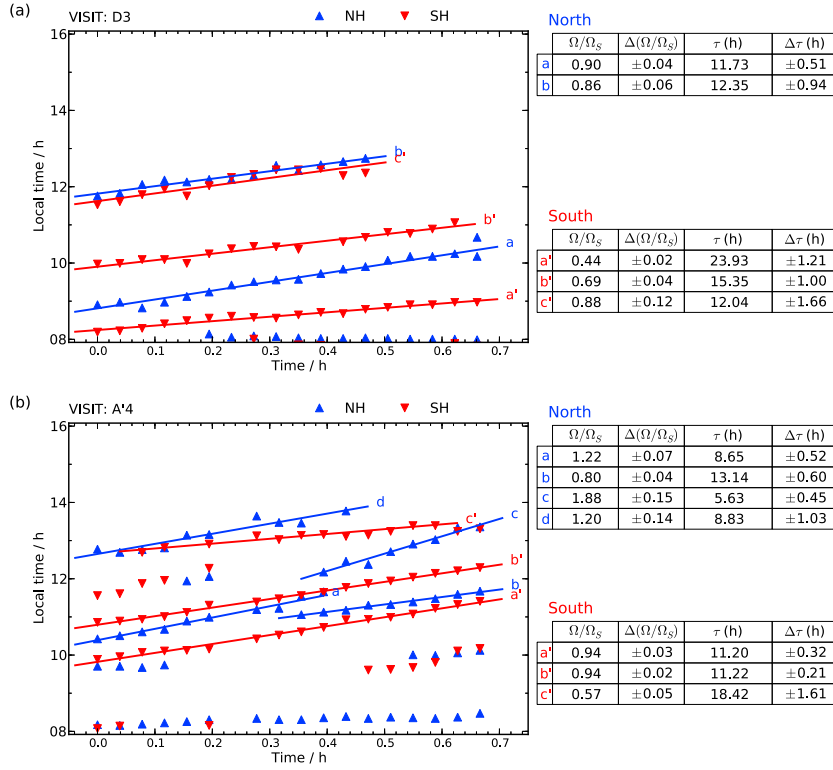 (a)
VISIT: D3
NH
SH
16
14
12
10
08
Local time / h
b
c'
b'
a
a'
0.0 0.1 0.2 0.3 0.4 0.5 0.6 0.7
Time / h
North
Ω/Ω_S Δ(Ω/Ω_S) τ (h) Δτ (h)
a 0.90 ±0.04 11.73 ±0.51
b 0.86 ±0.06 12.35 ±0.94
South
Ω/Ω_S Δ(Ω/Ω_S) τ (h) Δτ (h)
a' 0.44 ±0.02 23.93 ±1.21
b' 0.69 ±0.04 15.35 ±1.00
c' 0.88 ±0.12 12.04 ±1.66
(b)
VISIT: A'4
NH
SH
16
14
12
10
08
Local time / h
d
c'
c
b'
a
b
a'
0.0 0.1 0.2 0.3 0.4 0.5 0.6 0.7
Time / h
North
Ω/Ω_S Δ(Ω/Ω_S) τ (h) Δτ (h)
a 1.22 ±0.07 8.65 ±0.52
b 0.80 ±0.04 13.14 ±0.60
c 1.88 ±0.15 5.63 ±0.45
d 1.20 ±0.14 8.83 ±1.03
South
Ω/Ω_S Δ(Ω/Ω_S) τ (h) Δτ (h)
a' 0.94 ±0.03 11.20 ±0.32
b' 0.94 ±0.02 11.22 ±0.21
c' 0.57 ±0.05 18.42 ±1.61